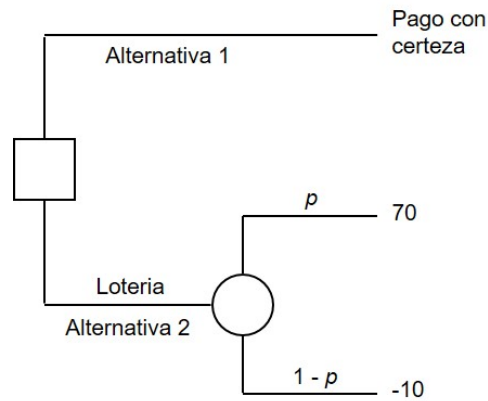 Pago con
certeza
Alternativa 1
p
70
Loteria
Alternativa 2
1 - p
-10